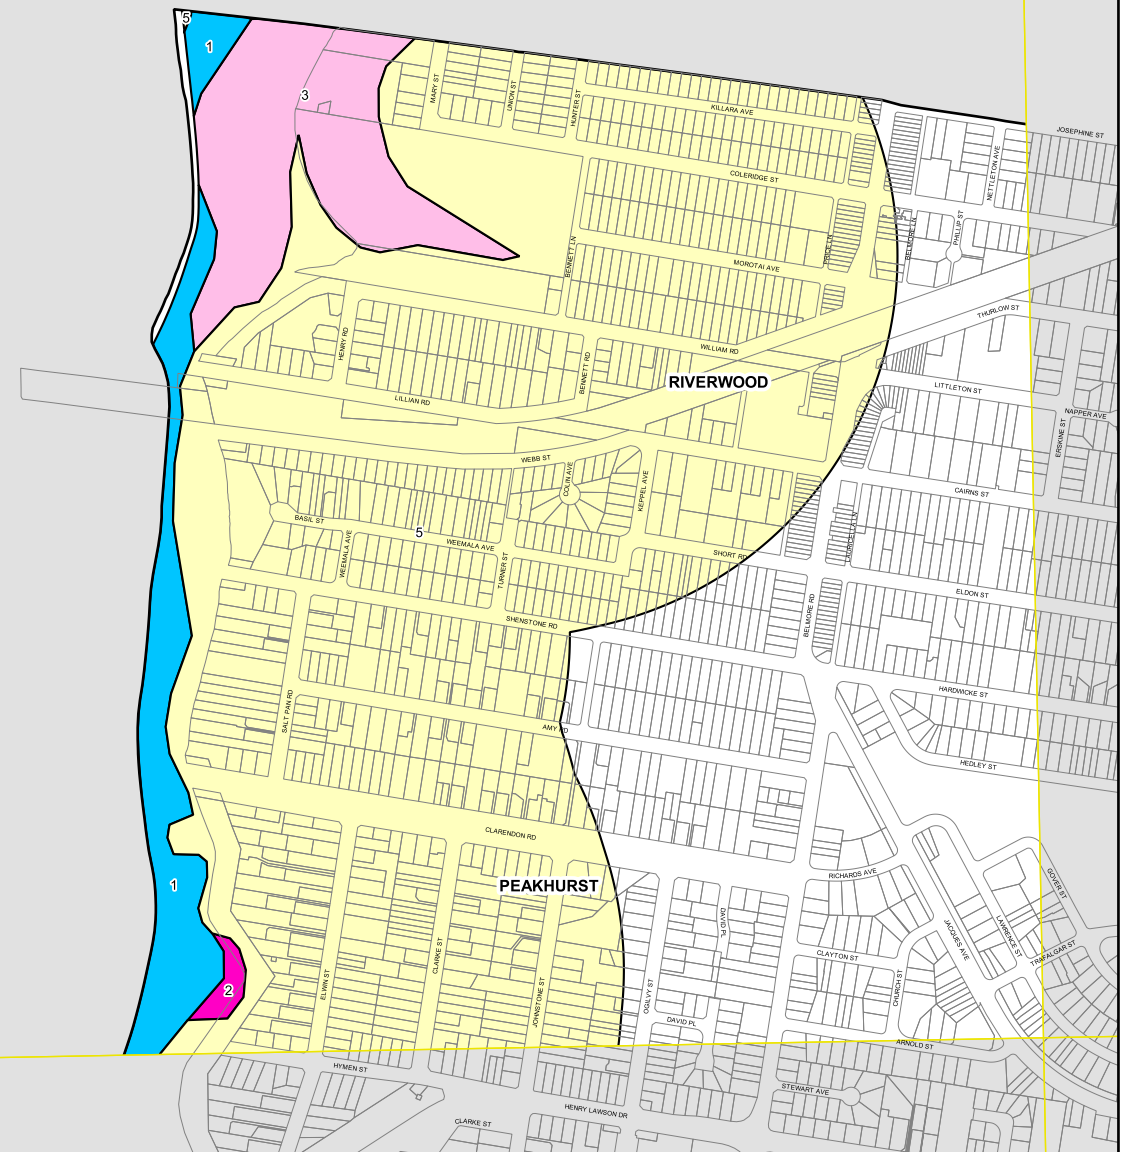 5
1
3
MARY ST
UNION ST
HUNTER ST
KILLARA AVE
JOSEPHINE ST
NETTLETON AVE
COLERIDGE ST
PHILLIP ST
BELMORE LN
PRICE LN
BENNETT LN
MOROTAI AVE
THURLOW ST
HENRY RD
WILLIAM RD
BENNETT RD
RIVERWOOD
LITTLETON ST
LILLIAN RD
NAPPER AVE
ERSKINE ST
WEBB ST
COLIN AVE
KEPPEL AVE
CAIRNS ST
BASIL ST
5
WEEMALA AVE
WEEMALA AVE
TURNER ST
SHORT RD
ELDON ST
BELMORE RD
SHENSTONE RD
HARDWICKE ST
SALT PAN RD
AMY RD
HEDLEY ST
CLARENDON RD
RICHARDS AVE
GOVER ST
1
PEAKHURST
DAVID PL
JACQUES AVE
LAWRENCE ST
TRAFALGAR ST
CLAYTON ST
CLARKE ST
ELWIN ST
JOHNSTONE ST
OGILVY ST
CHURCH ST
2
DAVID PL
ARNOLD ST
HYMEN ST
STEWART AVE
HENRY LAWSON DR
CLARKE ST